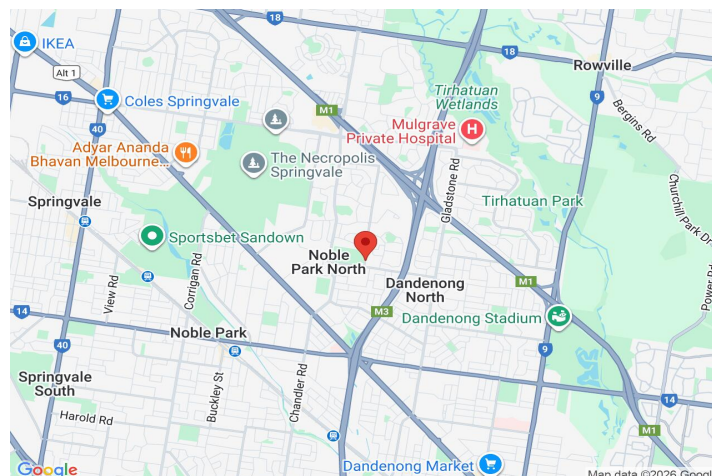 18
IKEA
Alt 1
18
Rowville
16
Coles Springvale
M1
Tirhatuan
Wetlands
9
40
Mulgrave
Private Hospital
Bergins Rd
Adyar Ananda
Bhavan Melbourne...
The Necropolis
Springvale
Gladstone Rd
Churchill Park Dr
Springvale
Tirhatuan Park
Sportsbet Sandown
Noble
Park North
View Rd
Corrigan Rd
Dandenong
North
M1
Power Rd
14
M3
Dandenong Stadium
Noble Park
40
9
Springvale
South
Buckley St
Chandler Rd
14
Harold Rd
M1
Google
Dandenong Market
Map data ©2026 Google